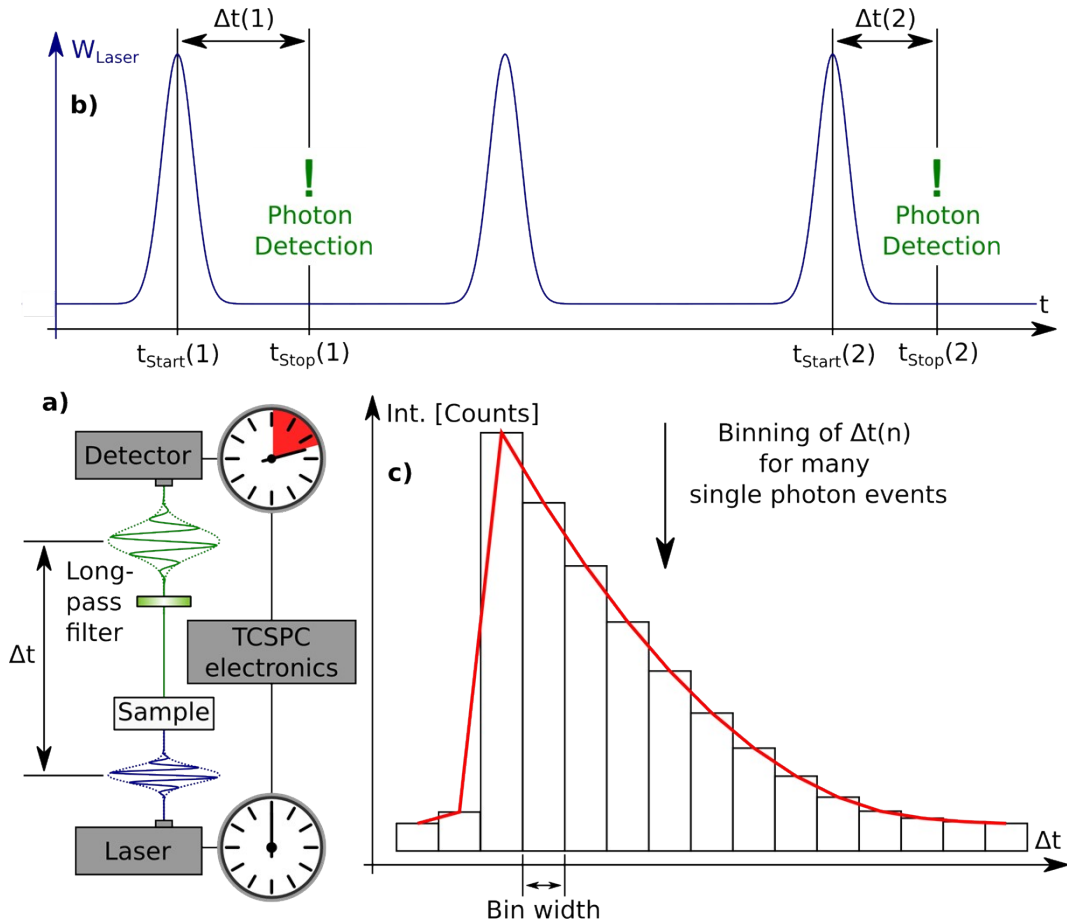 Δt(1)
Δt(2)
W_Laser
b)
!
Photon
Detection
!
Photon
Detection
t
t_Start(1)
t_Stop(1)
t_Start(2)
t_Stop(2)
a)
Detector
Long-
pass
filter
Δt
TCSPC
electronics
Sample
Laser
Int. [Counts]
c)
Binning of Δt(n)
for many
single photon events
Δt
Bin width